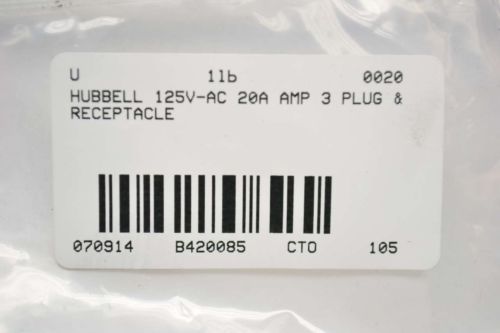 U 1lb 0020
HUBBELL 125V-AC 20A AMP 3 PLUG &
RECEPTACLE
070914 B420085 CTO 105